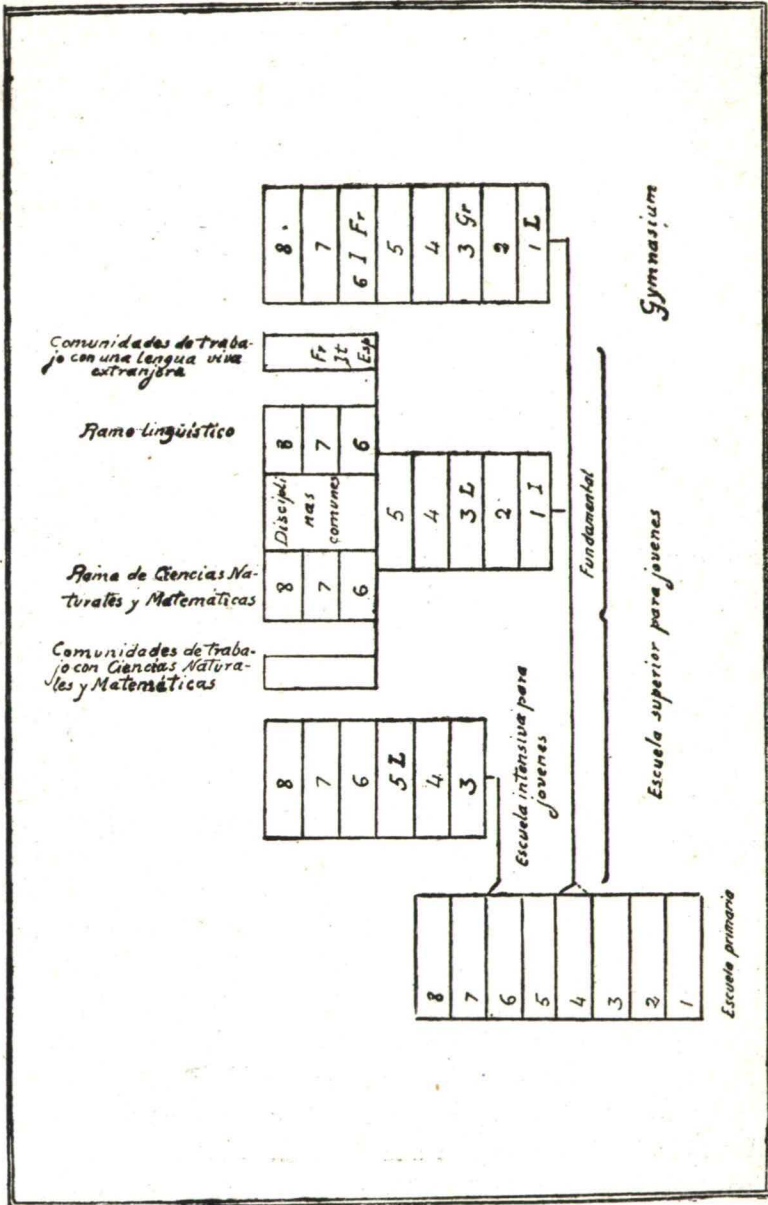 Comunidades de traba-
jo con una lengua viva
extranjera
Ramo lingüístico
Rama de Ciencias Na-
turales y Matemáticas
Comunidades de traba-
jo con Ciencias Natura-
les y Matemáticas
8
7
6 I Fr
5
4
3 Gr
2
1 L
Gymnasium
Fr
It
Esp
8
7
6
Discipli
nas
comunes
8
7
6
5
4
3 L
2
1 I
Fundamental
8
7
6
5 L
4
3
Escuela intensiva para
jovenes
Escuela superior para jovenes
8
7
6
5
4
3
2
1
Escuela primaria